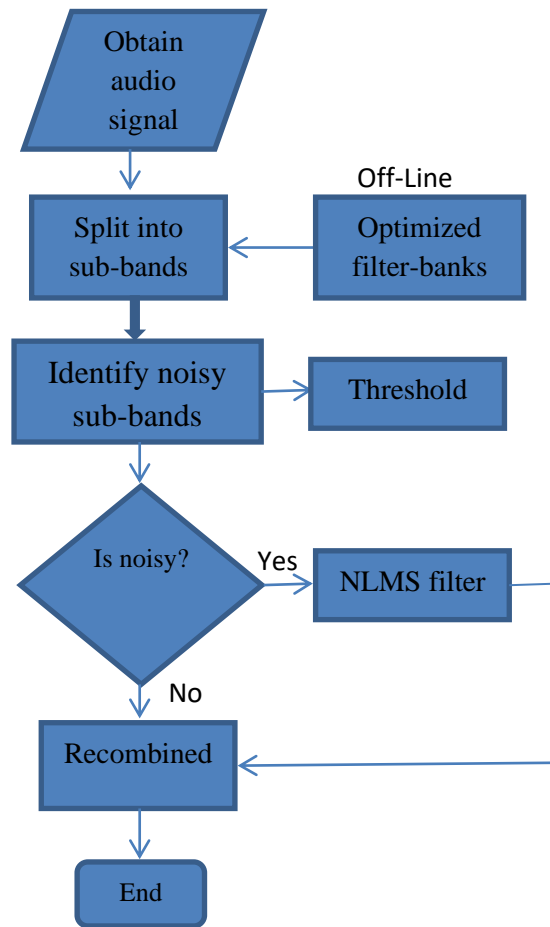 Obtain
audio
signal
Off-Line
Split into
sub-bands
Optimized
filter-banks
Identify noisy
sub-bands
Threshold
Is noisy?
Yes
NLMS filter
No
Recombined
End